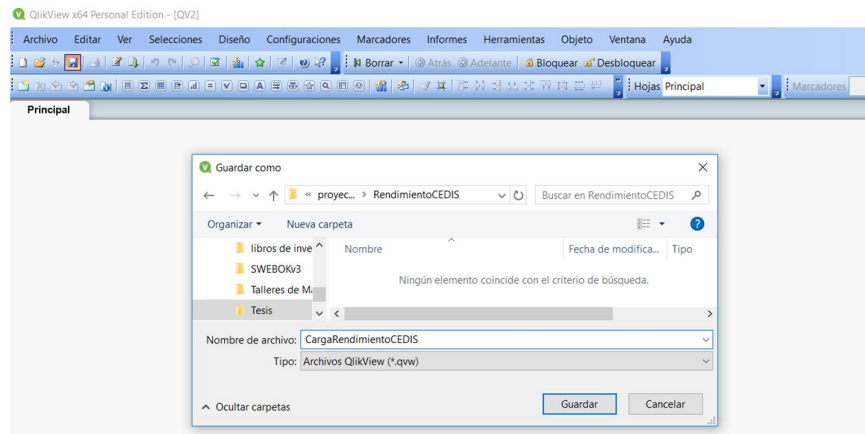 QlikView x64 Personal Edition - [QV2]
Archivo Editar Ver Selecciones Diseño Configuraciones Marcadores Informes Herramientas Objeto Ventana Ayuda
Borrar Atrás Adelante Bloquear Desbloquear
Hojas Principal Marcadores
Principal
Guardar como
« proyec... > RendimientoCEDIS Buscar en RendimientoCEDIS
Organizar Nueva carpeta
libros de inve Nombre Fecha de modifica... Tipo
SWEBOKv3
Ningún elemento coincide con el criterio de búsqueda.
Talleres de Ma
Tesis
Nombre de archivo: CargaRendimientoCEDIS
Tipo: Archivos QlikView (*.qvw)
Ocultar carpetas Guardar Cancelar